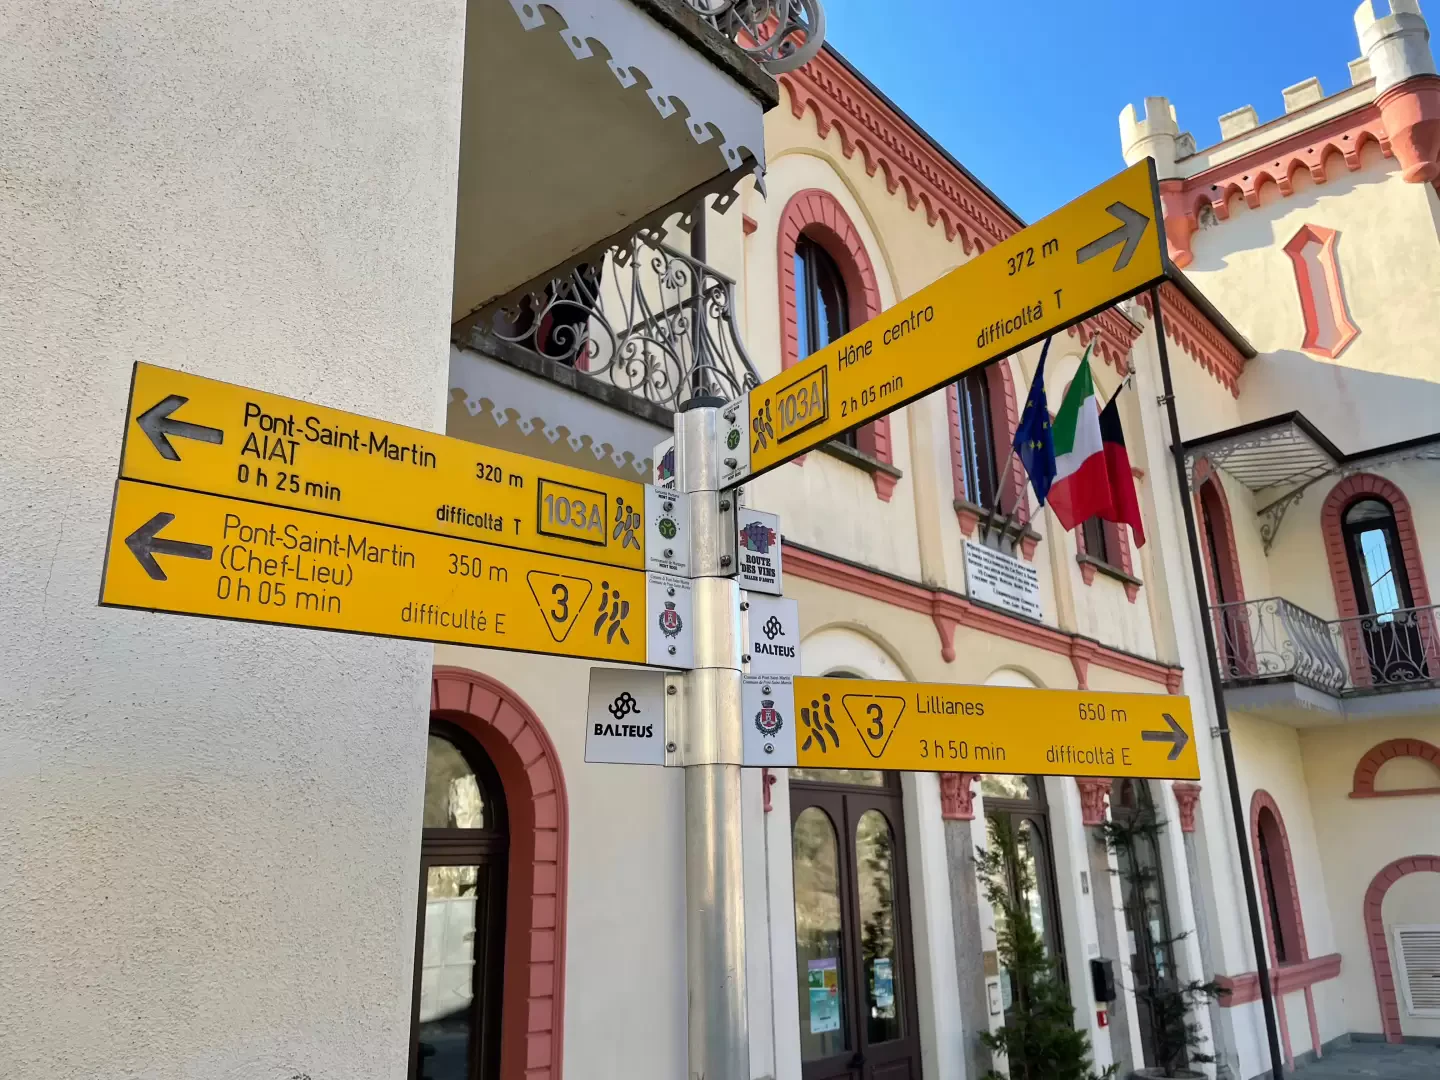 Pont-Saint-Martin
AIAT
0 h 25 min
320 m
difficoltà T
103A
Pont-Saint-Martin
(Chef-Lieu)
0 h 05 min
350 m
difficulté E
3
Hône centro
372 m
103A
2 h 05 min
difficoltà T
ROUTE
DES VINS
VALLÉE D'AOSTE
BALTEUS
BALTEUS
3
Lillianes
650 m
3 h 50 min
difficoltà E